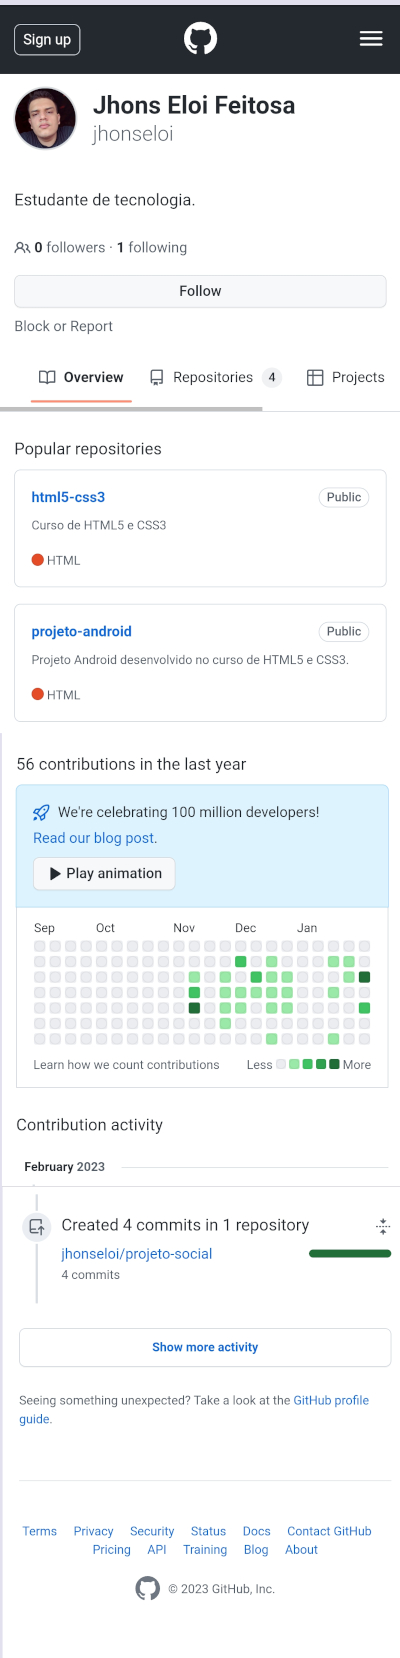 Sign up
Jhons Eloi Feitosa
jhonseloi
Estudante de tecnologia.
0 followers · 1 following
Follow
Block or Report
Overview Repositories 4 Projects
Popular repositories
html5-css3 Public
Curso de HTML5 e CSS3
HTML
projeto-android Public
Projeto Android desenvolvido no curso de HTML5 e CSS3.
HTML
56 contributions in the last year
We're celebrating 100 million developers!
Read our blog post.
Play animation
Sep Oct Nov Dec Jan
Learn how we count contributions Less More
Contribution activity
February 2023
Created 4 commits in 1 repository
jhonseloi/projeto-social
4 commits
Show more activity
Seeing something unexpected? Take a look at the GitHub profile
guide.
Terms Privacy Security Status Docs Contact GitHub
Pricing API Training Blog About
© 2023 GitHub, Inc.